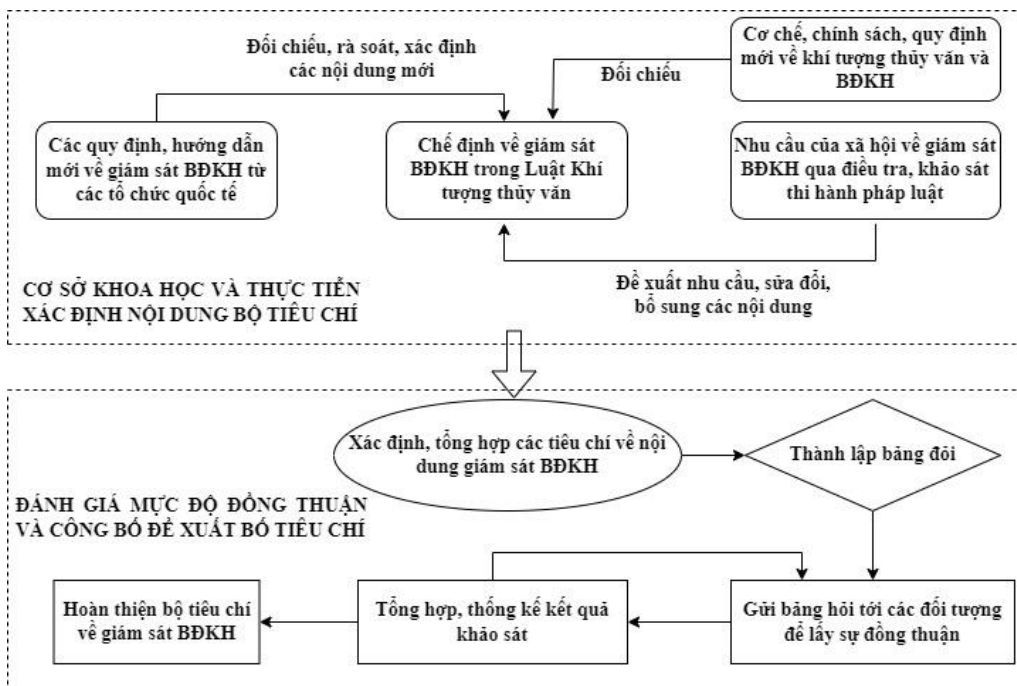 Đối chiếu, rà soát, xác định
các nội dung mới
Cơ chế, chính sách, quy định
mới về khí tượng thủy văn và
BĐKH
Đối chiếu
Các quy định, hướng dẫn
mới về giám sát BĐKH từ
các tổ chức quốc tế
Chế định về giám sát
BĐKH trong Luật Khí
tượng thủy văn
Nhu cầu của xã hội về giám sát
BĐKH qua điều tra, khảo sát
thi hành pháp luật
CƠ SỞ KHOA HỌC VÀ THỰC TIỄN
XÁC ĐỊNH NỘI DUNG BỘ TIÊU CHÍ
Đề xuất nhu cầu, sửa đổi,
bổ sung các nội dung
Xác định, tổng hợp các tiêu chí về nội
dung giám sát BĐKH
Thành lập bảng đỏi
ĐÁNH GIÁ MỰC ĐỘ ĐỒNG THUẬN
VÀ CÔNG BỐ ĐỀ XUẤT BỐ TIÊU CHÍ
Hoàn thiện bộ tiêu chí
về giám sát BĐKH
Tổng hợp, thống kế kết quả
khảo sát
Gửi bảng hỏi tới các đối tượng
để lấy sự đồng thuận